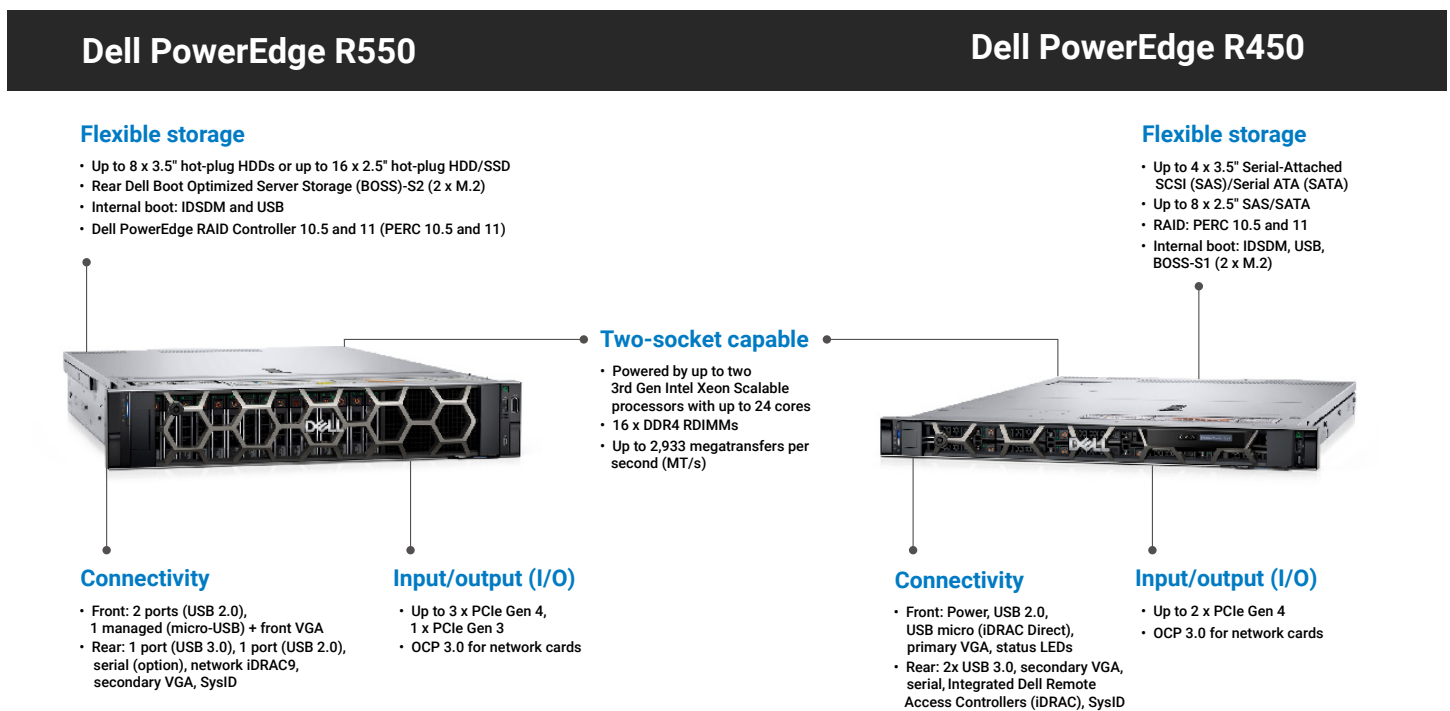 Dell PowerEdge R550
Dell PowerEdge R450
Flexible storage
• Up to 8 x 3.5" hot-plug HDDs or up to 16 x 2.5" hot-plug HDD/SSD
• Rear Dell Boot Optimized Server Storage (BOSS)-S2 (2 x M.2)
• Internal boot: IDSDM and USB
• Dell PowerEdge RAID Controller 10.5 and 11 (PERC 10.5 and 11)
Flexible storage
• Up to 4 x 3.5" Serial-Attached
SCSI (SAS)/Serial ATA (SATA)
• Up to 8 x 2.5" SAS/SATA
• RAID: PERC 10.5 and 11
• Internal boot: IDSDM, USB,
BOSS-S1 (2 x M.2)
Two-socket capable
• Powered by up to two
3rd Gen Intel Xeon Scalable
processors with up to 24 cores
• 16 x DDR4 RDIMMs
• Up to 2,933 megatransfers per
second (MT/s)
DELL
DELL
Connectivity
• Front: 2 ports (USB 2.0),
1 managed (micro-USB) + front VGA
• Rear: 1 port (USB 3.0), 1 port (USB 2.0),
serial (option), network iDRAC9,
secondary VGA, SysID
Input/output (I/O)
• Up to 3 x PCIe Gen 4,
1 x PCIe Gen 3
• OCP 3.0 for network cards
Connectivity
• Front: Power, USB 2.0,
USB micro (iDRAC Direct),
primary VGA, status LEDs
• Rear: 2x USB 3.0, secondary VGA,
serial, Integrated Dell Remote
Access Controllers (iDRAC), SysID
Input/output (I/O)
• Up to 2 x PCIe Gen 4
• OCP 3.0 for network cards